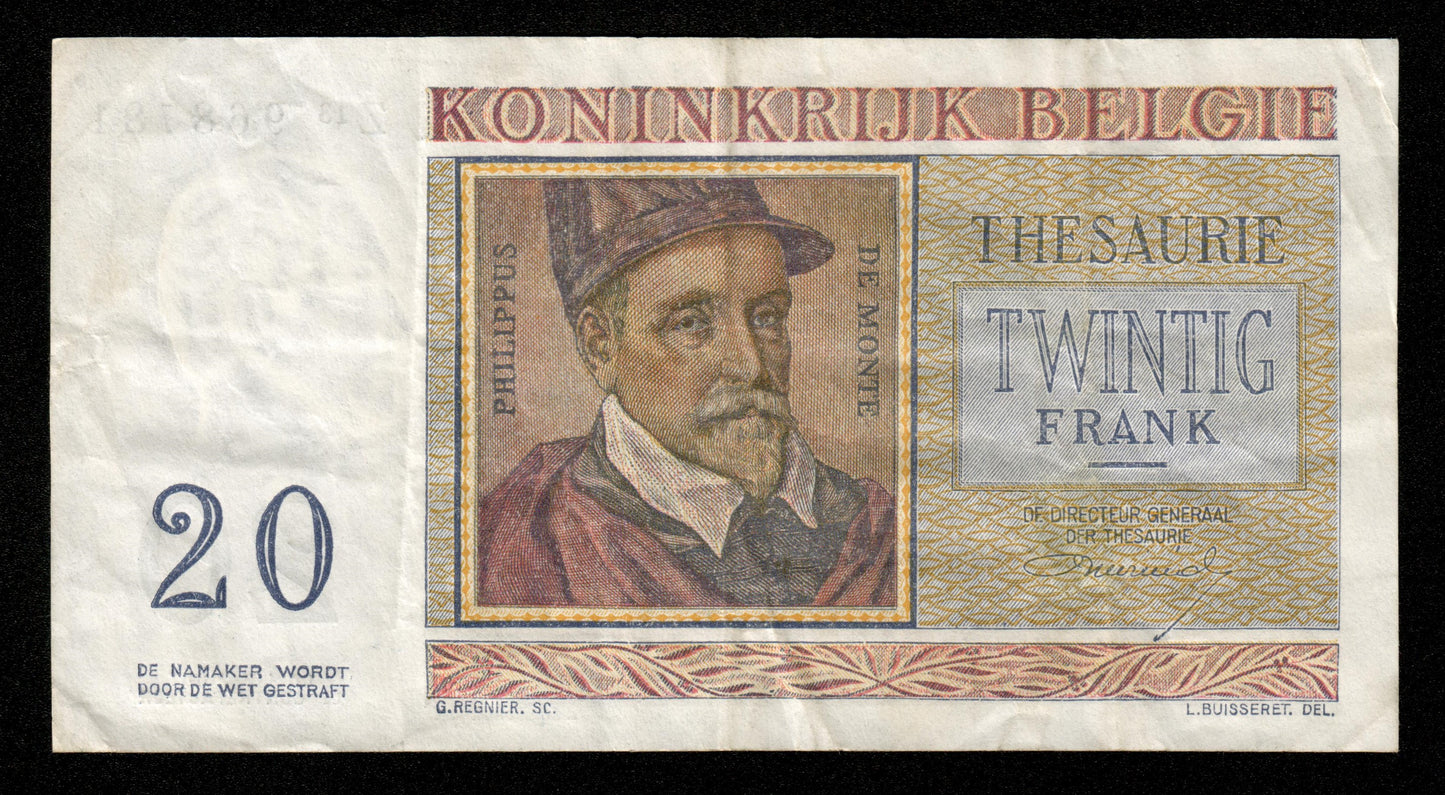 KONINKRIJK BELGIE
PHILIPPUS
DE MONTE
THESAURIE
TWINTIG
FRANK
DE DIRECTEUR GENERAAL
DER THESAURIE
20
DE NAMAKER WORDT
DOOR DE WET GESTRAFT
G.REGNIER. SC.
L.BUISSERET. DEL.